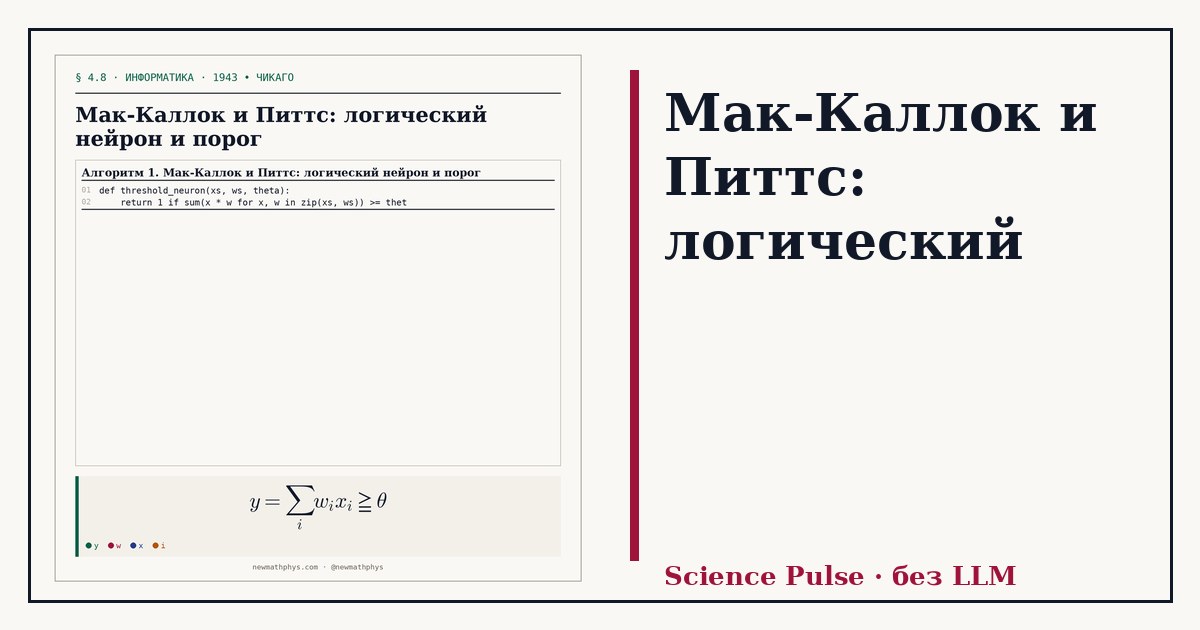 § 4.8 · ИНФОРМАТИКА · 1943 • ЧИКАГО
Мак-Каллок и Питтс: логический
нейрон и порог
Алгоритм 1. Мак-Каллок и Питтс: логический нейрон и порог
01 def threshold_neuron(xs, ws, theta):
02 return 1 if sum(x * w for x, w in zip(xs, ws)) >= thet
y = ∑ᵢ wᵢxᵢ ≧ θ
y w x i
newmathphys.com · @newmathphys
Мак-Каллок и
Питтс:
логический
Science Pulse · без LLM